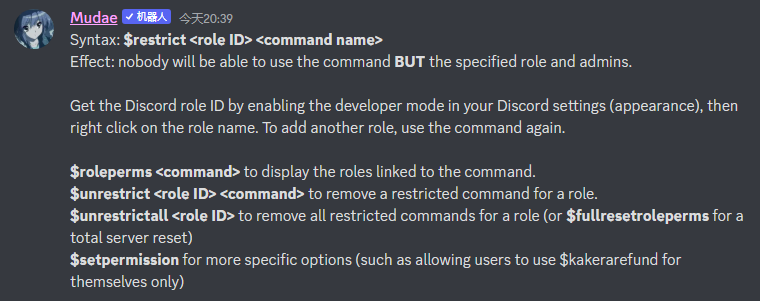 Mudae ✓ 机器人 今天20:39
Syntax: $restrict <role ID> <command name>
Effect: nobody will be able to use the command BUT the specified role and admins.
Get the Discord role ID by enabling the developer mode in your Discord settings (appearance), then
right click on the role name. To add another role, use the command again.
$roleperms <command> to display the roles linked to the command.
$unrestrict <role ID> <command> to remove a restricted command for a role.
$unrestrictall <role ID> to remove all restricted commands for a role (or $fullresetroleperms for a
total server reset)
$setpermission for more specific options (such as allowing users to use $kakerarefund for
themselves only)